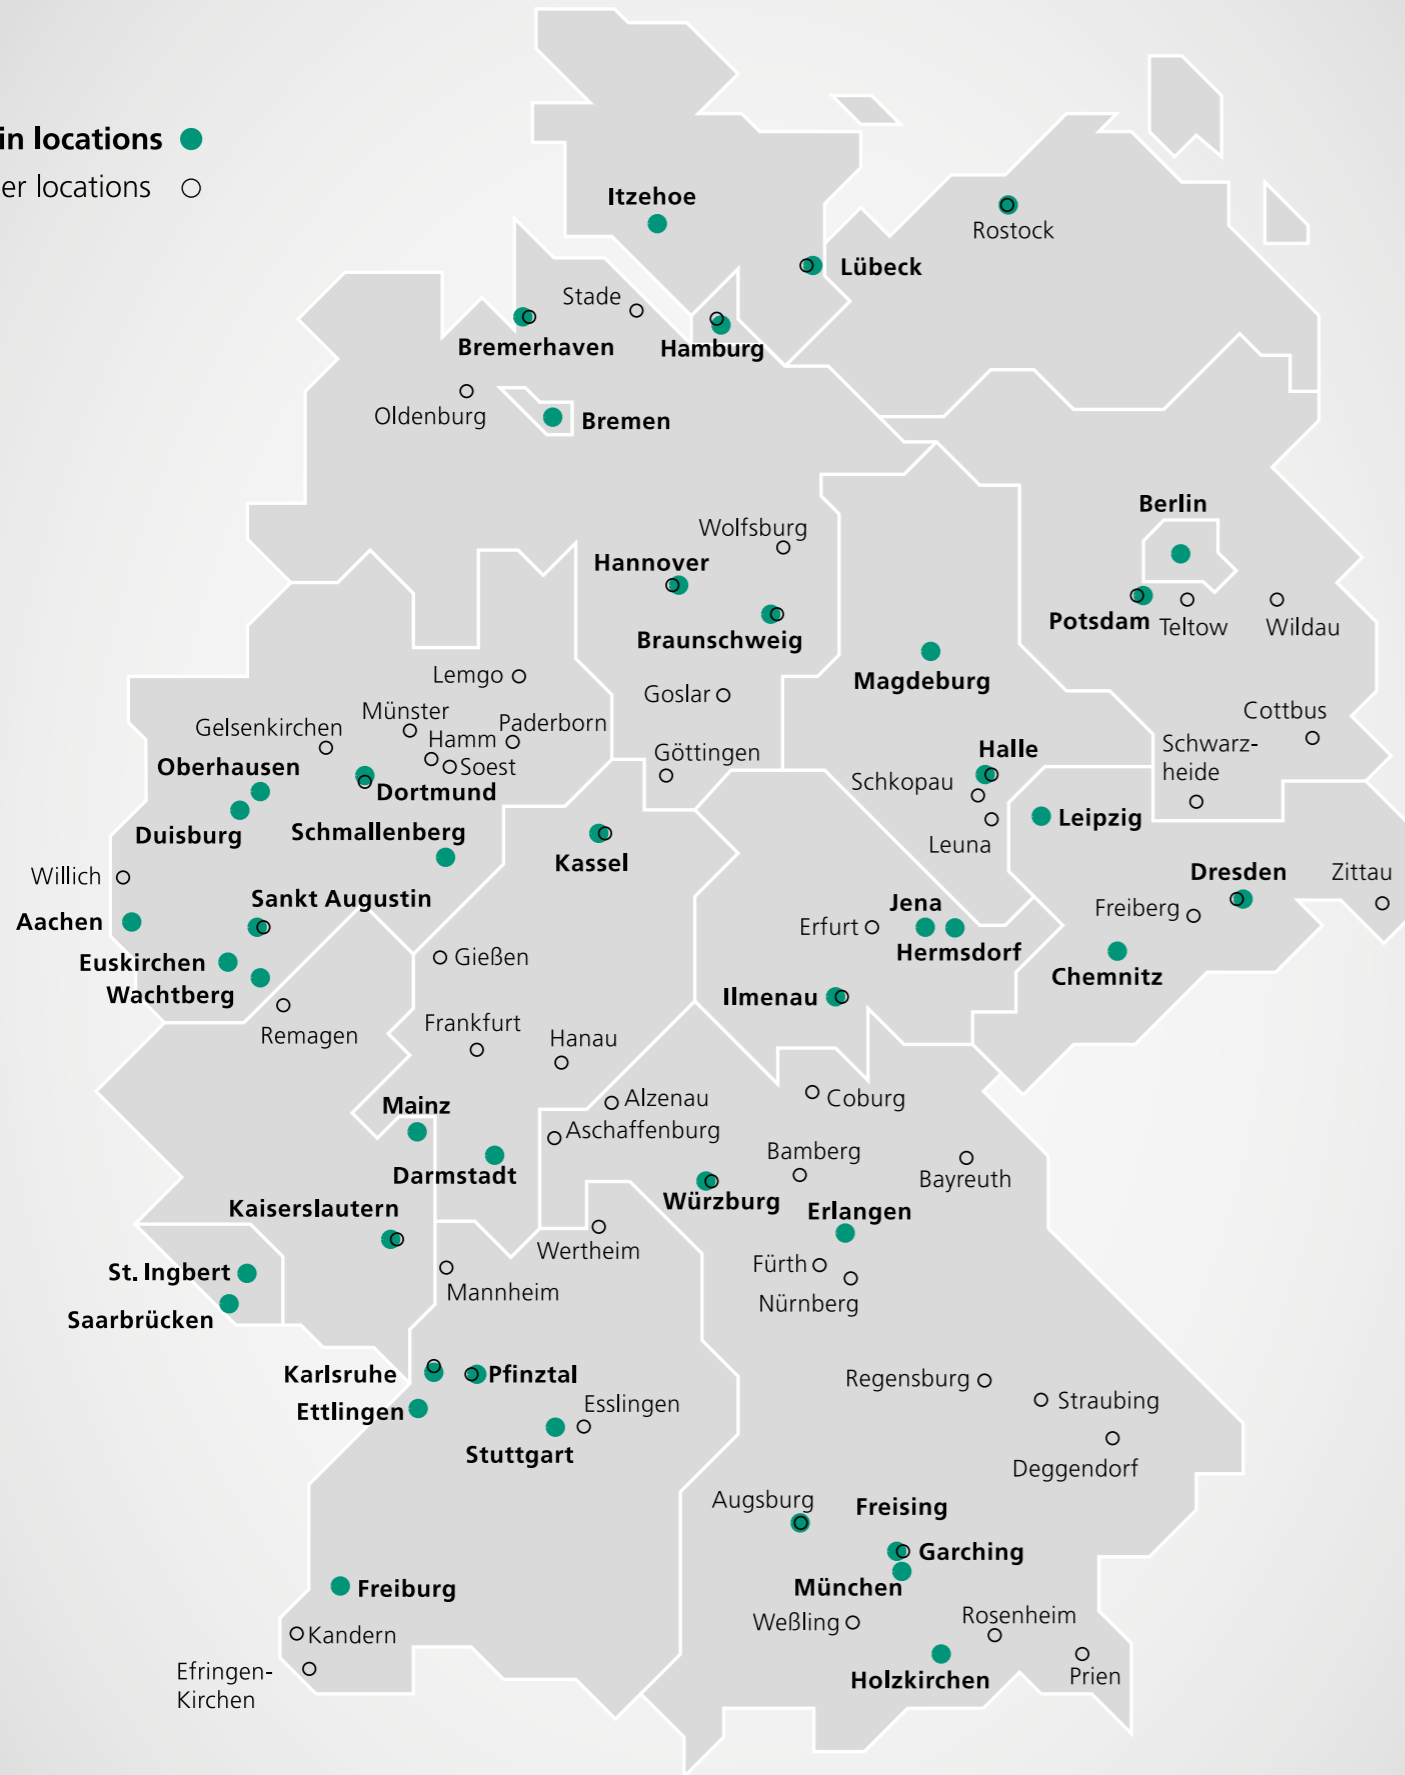 in locations
er locations
Itzehoe
Rostock
Lübeck
Stade
Bremerhaven
Hamburg
Oldenburg
Bremen
Berlin
Wolfsburg
Hannover
Potsdam
Teltow
Wildau
Braunschweig
Lemgo
Magdeburg
Goslar
Münster
Cottbus
Gelsenkirchen
Paderborn
Hamm
Göttingen
Halle
Schwarz-
heide
Oberhausen
Soest
Schkopau
Dortmund
Leipzig
Duisburg
Schmallenberg
Leuna
Kassel
Willich
Dresden
Zittau
Sankt Augustin
Jena
Freiberg
Aachen
Erfurt
Hermsdorf
Euskirchen
Gießen
Chemnitz
Wachtberg
Ilmenau
Remagen
Frankfurt
Hanau
Alzenau
Coburg
Mainz
Aschaffenburg
Bamberg
Darmstadt
Bayreuth
Würzburg
Kaiserslautern
Erlangen
Wertheim
St. Ingbert
Fürth
Mannheim
Nürnberg
Saarbrücken
Karlsruhe
Pfinztal
Regensburg
Esslingen
Straubing
Ettlingen
Stuttgart
Deggendorf
Augsburg
Freising
Garching
Freiburg
München
Weßling
Rosenheim
Kandern
Efringen-
Kirchen
Holzkirchen
Prien